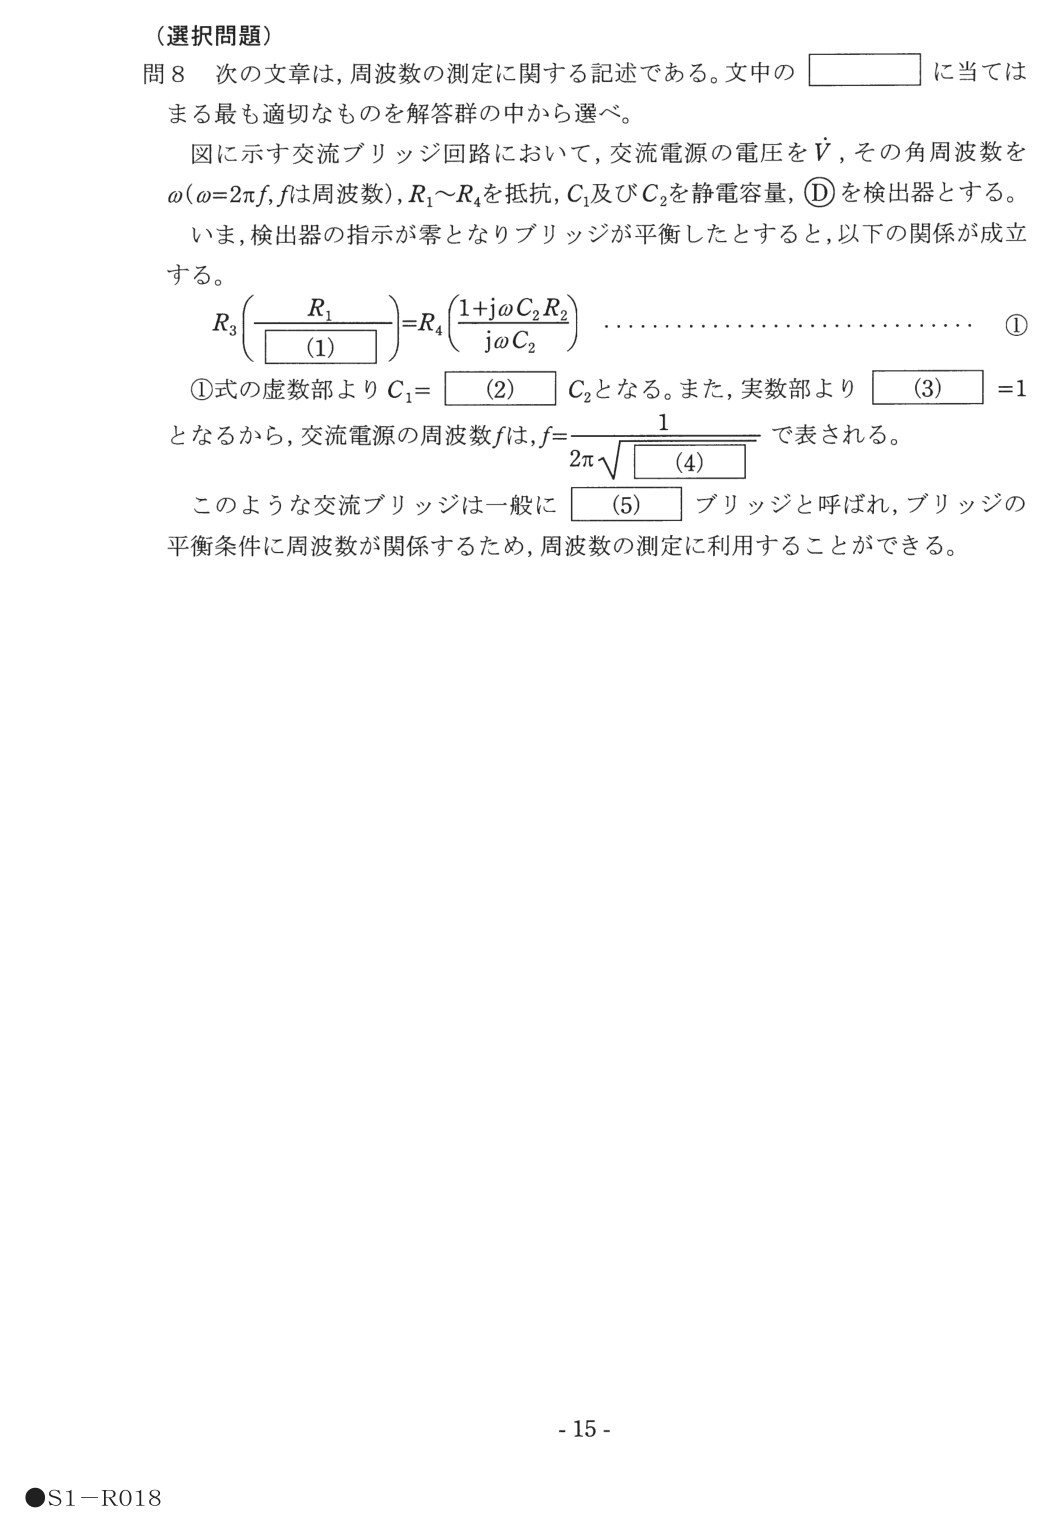 （選択問題）
問８　次の文章は,周波数の測定に関する記述である。文中の　　　　　に当ては
まる最も適切なものを解答群の中から選べ。
図に示す交流ブリッジ回路において,交流電源の電圧をV̇,その角周波数を
ω(ω=2πf,fは周波数),R₁～R₄を抵抗,C₁及びC₂を静電容量,Ⓓを検出器とする。
いま,検出器の指示が零となりブリッジが平衡したとすると,以下の関係が成立
する。
R₃(R₁/(1))=R₄((1+jωC₂R₂)/(jωC₂)) ······························· ①
①式の虚数部よりC₁= (2) C₂となる。また,実数部より (3) =1
となるから,交流電源の周波数fは,f=1/(2π√(4)) で表される。
このような交流ブリッジは一般に (5) ブリッジと呼ばれ,ブリッジの
平衡条件に周波数が関係するため,周波数の測定に利用することができる。
- 15 -
●S1－R018